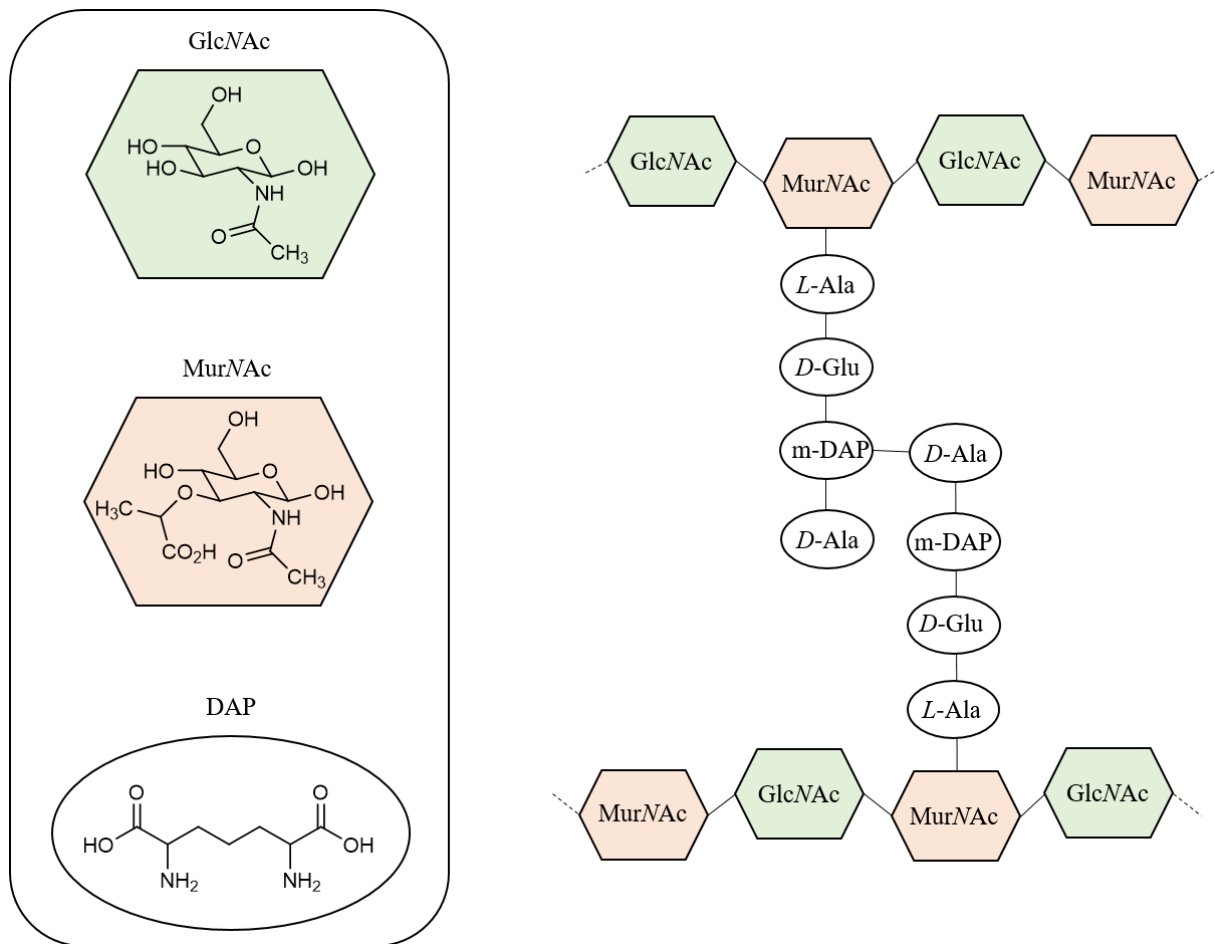 GlcNAc
OH
HO
O
HO
OH
NH
O
CH3
MurNAc
OH
HO
O
O
OH
H3C
NH
CO2H
O
CH3
DAP
O
O
HO
OH
NH2
NH2
GlcNAc
MurNAc
GlcNAc
MurNAc
L-Ala
D-Glu
m-DAP
D-Ala
D-Ala
m-DAP
D-Glu
L-Ala
MurNAc
GlcNAc
MurNAc
GlcNAc